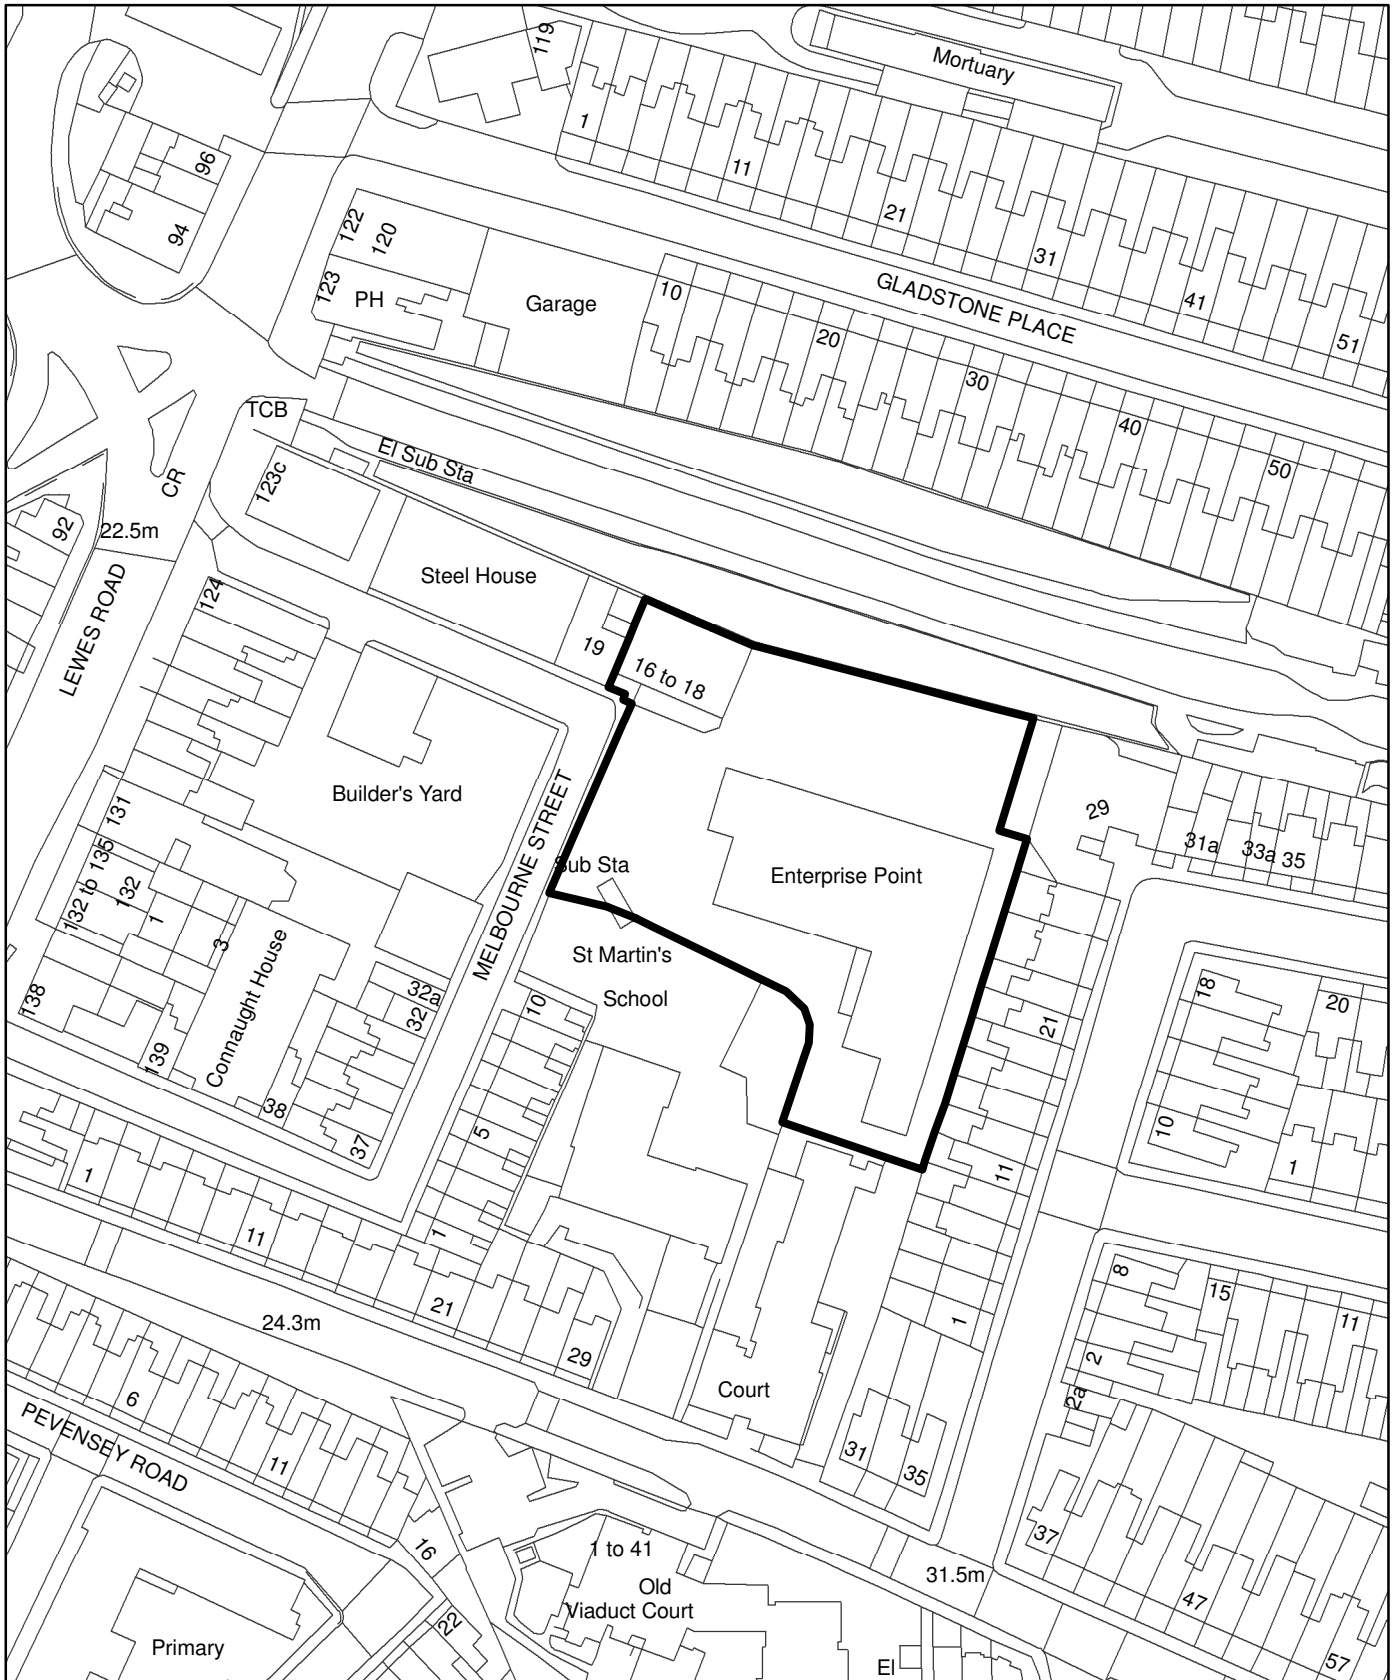 119
Mortuary
1
11
21
31
41
51
96
94
122
120
123
PH
Garage
10
20
30
40
50
GLADSTONE PLACE
TCB
CR
El Sub Sta
123c
92
22.5m
Steel House
LEWES ROAD
124
19
16 to 18
Builder's Yard
MELBOURNE STREET
131
132 to 135
132
1
3
Connaught House
138
139
38
37
32a
32
Sub Sta
Enterprise Point
St Martin's
School
10
5
1
29
31a
33a
35
21
11
1
18
20
10
1
8
15
11
2
2a
1
11
21
29
24.3m
Court
31
35
6
11
PEVENSEY ROAD
16
22
Primary
1 to 41
Old
Viaduct Court
31.5m
El
37
47
57